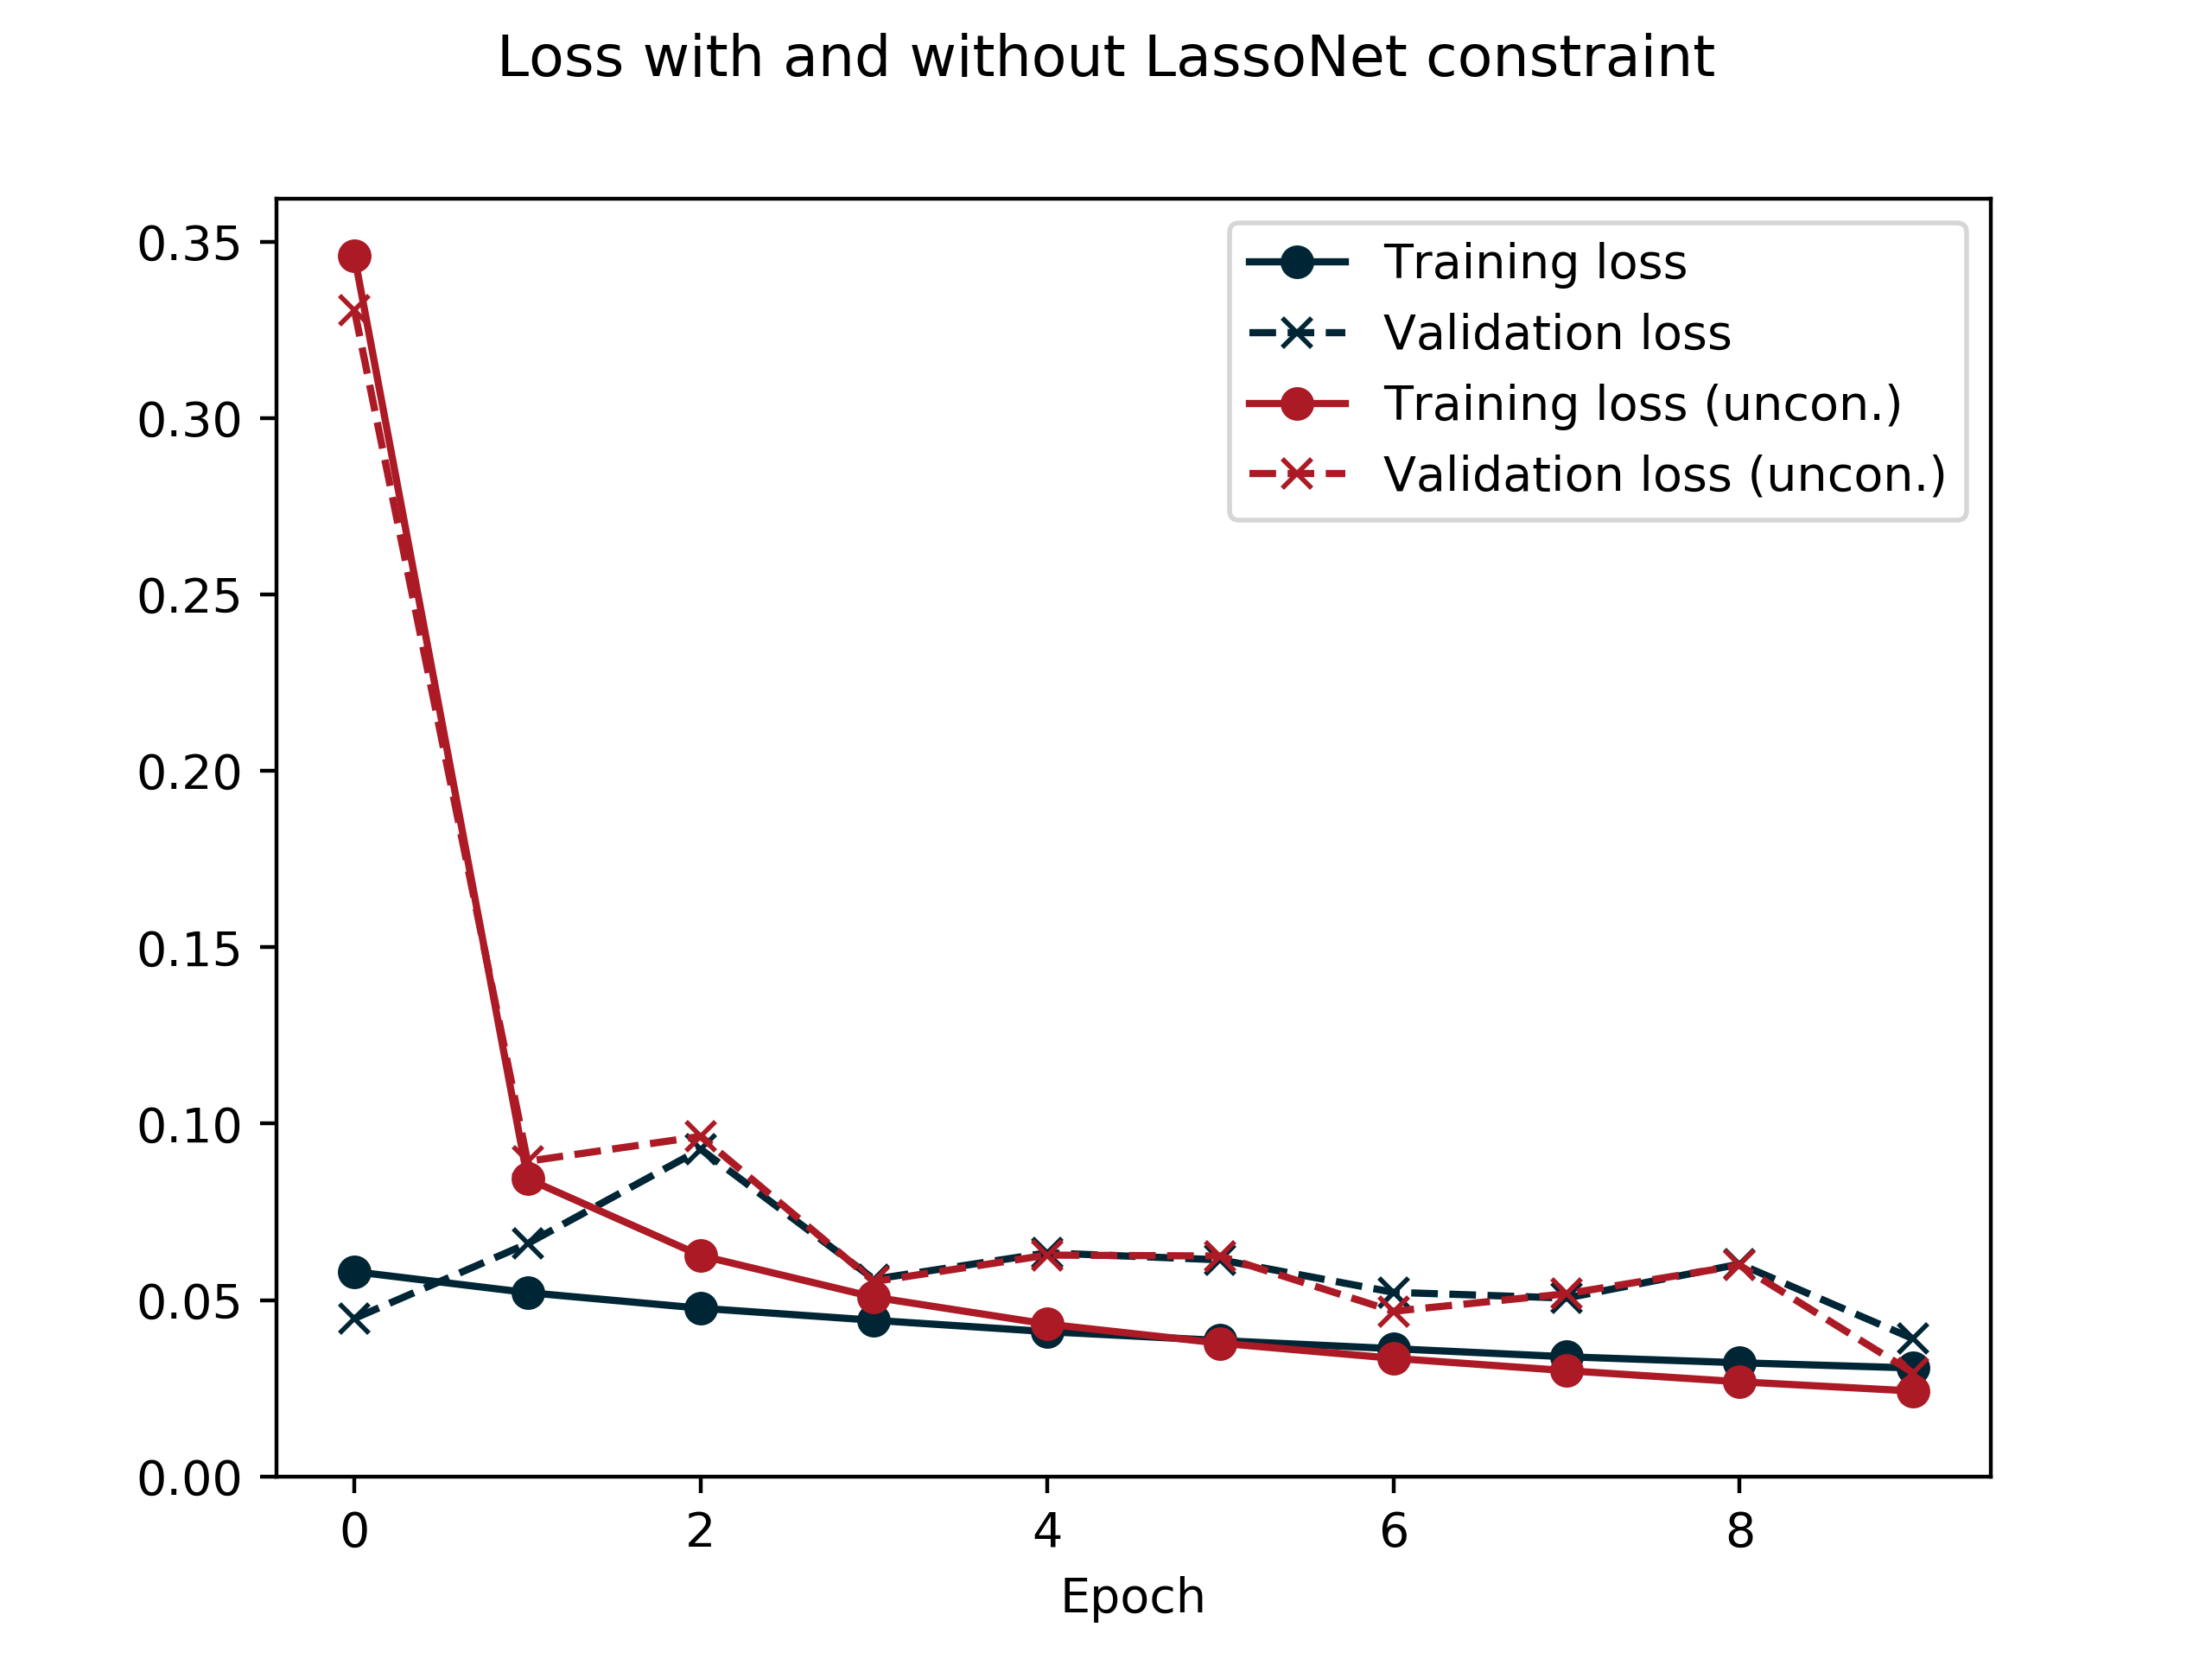 Loss with and without LassoNet constraint
0.35
0.30
0.25
0.20
0.15
0.10
0.05
0.00
Training loss
Validation loss
Training loss (uncon.)
Validation loss (uncon.)
0 2 4 6 8
Epoch